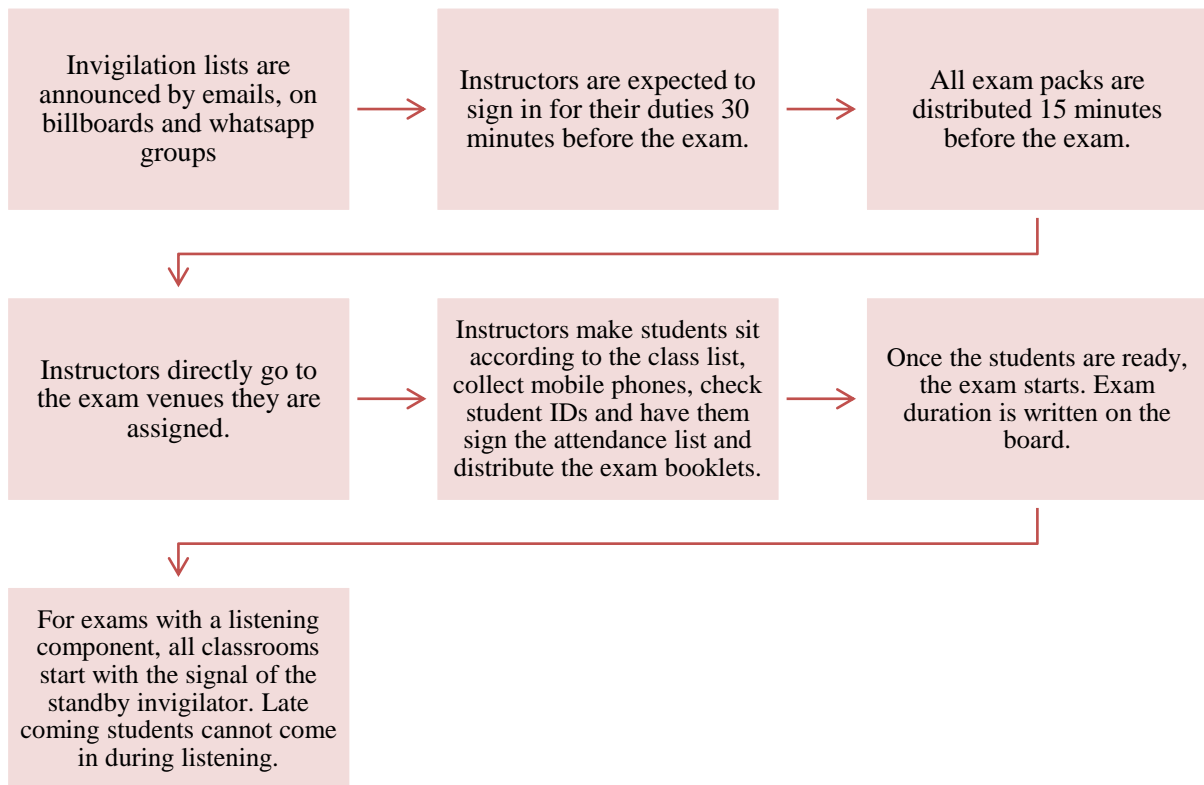 Invigilation lists are
announced by emails, on
billboards and whatsapp
groups
Instructors are expected to
sign in for their duties 30
minutes before the exam.
All exam packs are
distributed 15 minutes
before the exam.
Instructors directly go to
the exam venues they are
assigned.
Instructors make students sit
according to the class list,
collect mobile phones, check
student IDs and have them
sign the attendance list and
distribute the exam booklets.
Once the students are ready,
the exam starts. Exam
duration is written on the
board.
For exams with a listening
component, all classrooms
start with the signal of the
standby invigilator. Late
coming students cannot come
in during listening.